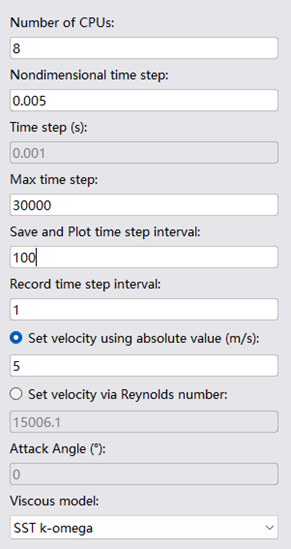 Number of CPUs:
8
Nondimensional time step:
0.005
Time step (s):
0.001
Max time step:
30000
Save and Plot time step interval:
100
Record time step interval:
1
Set velocity using absolute value (m/s):
5
Set velocity via Reynolds number:
15006.1
Attack Angle (°):
0
Viscous model:
SST k-omega